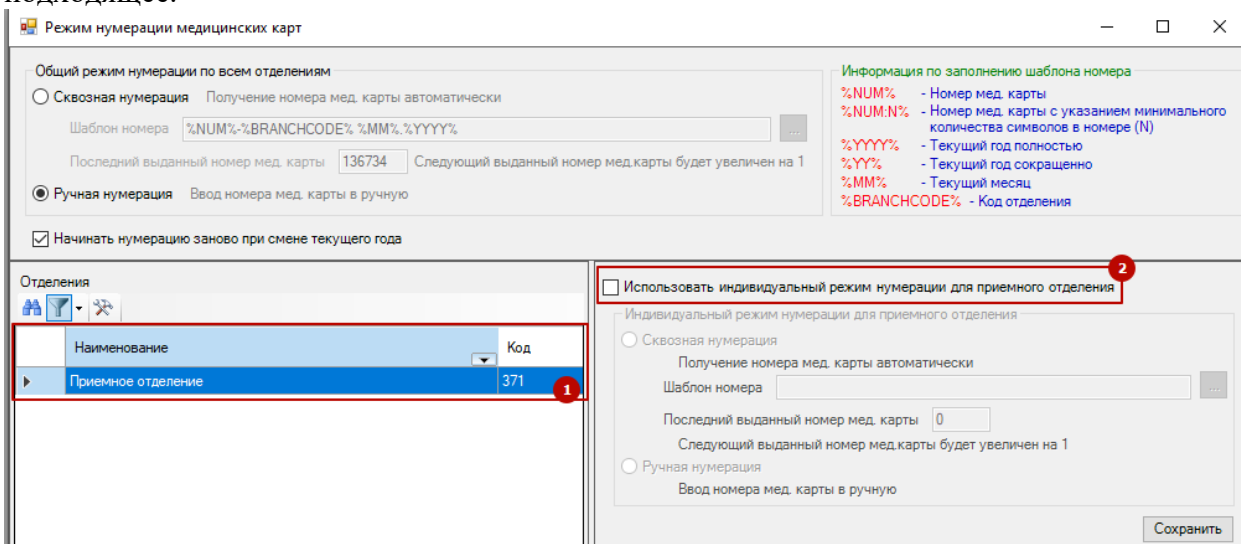 подходящее.
Режим нумерации медицинских карт
Общий режим нумерации по всем отделениям
Сквозная нумерация Получение номера мед. карты автоматически
Шаблон номера %NUM%-%BRANCHCODE% %MM%.%YYYY% ...
Последний выданный номер мед. карты 136734 Следующий выданный номер мед.карты будет увеличен на 1
Ручная нумерация Ввод номера мед. карты в ручную
Начинать нумерацию заново при смене текущего года
Информация по заполнению шаблона номера
%NUM% - Номер мед. карты
%NUM:N% - Номер мед. карты с указанием минимального
количества символов в номере (N)
%YYYY% - Текущий год полностью
%YY% - Текущий год сокращенно
%MM% - Текущий месяц
%BRANCHCODE% - Код отделения
Отделения
Наименование Код
Приемное отделение 371
1
2
Использовать индивидуальный режим нумерации для приемного отделения
Индивидуальный режим нумерации для приемного отделения
Сквозная нумерация
Получение номера мед. карты автоматически
Шаблон номера ...
Последний выданный номер мед. карты 0
Следующий выданный номер мед.карты будет увеличен на 1
Ручная нумерация
Ввод номера мед. карты в ручную
Сохранить